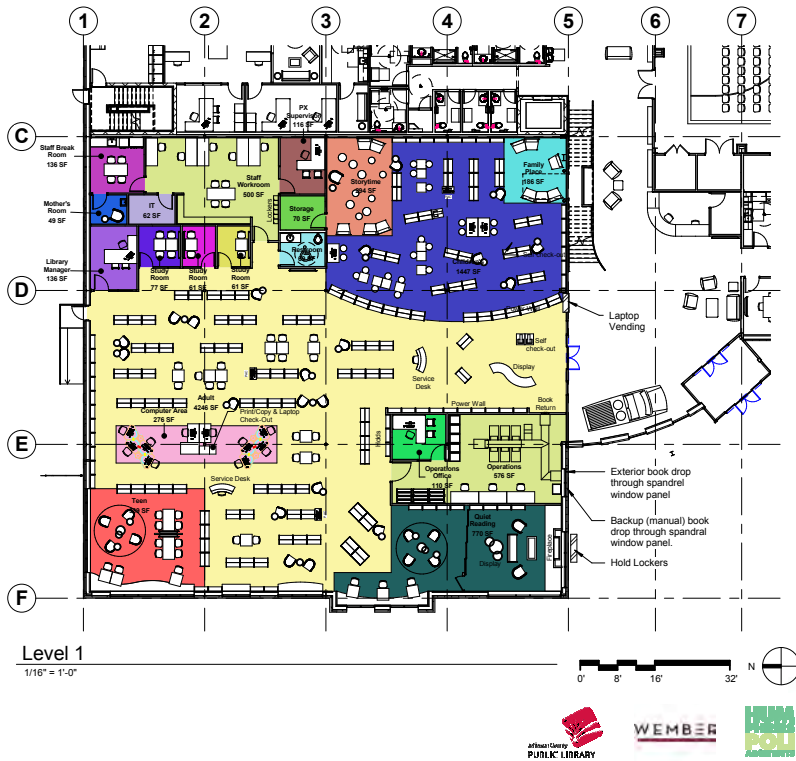 1
2
3
4
5
6
7
C
D
E
F
PX
Supervisor
116 SF
Staff Break
Room
136 SF
Staff
Workroom
500 SF
Lockers
Mother's
Room
49 SF
IT
62 SF
Storage
70 SF
Storytime
Family
Place
186 SF
Library
Manager
136 SF
Study
Room
77 SF
Study
Room
61 SF
Study
Room
61 SF
1447 SF
Laptop
Vending
Self
check-out
Service
Desk
Display
Adult
4246 SF
Computer Area
276 SF
Print/Copy & Laptop
Check-Out
Power Wall
Book
Return
Holds
Operations
Office
110 SF
Operations
576 SF
Service Desk
Teen
Quiet
Reading
770 SF
Display
Fireplace
Exterior book drop
through spandrel
window panel
Backup (manual) book
drop through spandral
window panel.
Hold Lockers
Level 1
1/16" = 1'-0"
0'
8'
16'
32'
N
PUBLIC LIBRARY
WEMBER